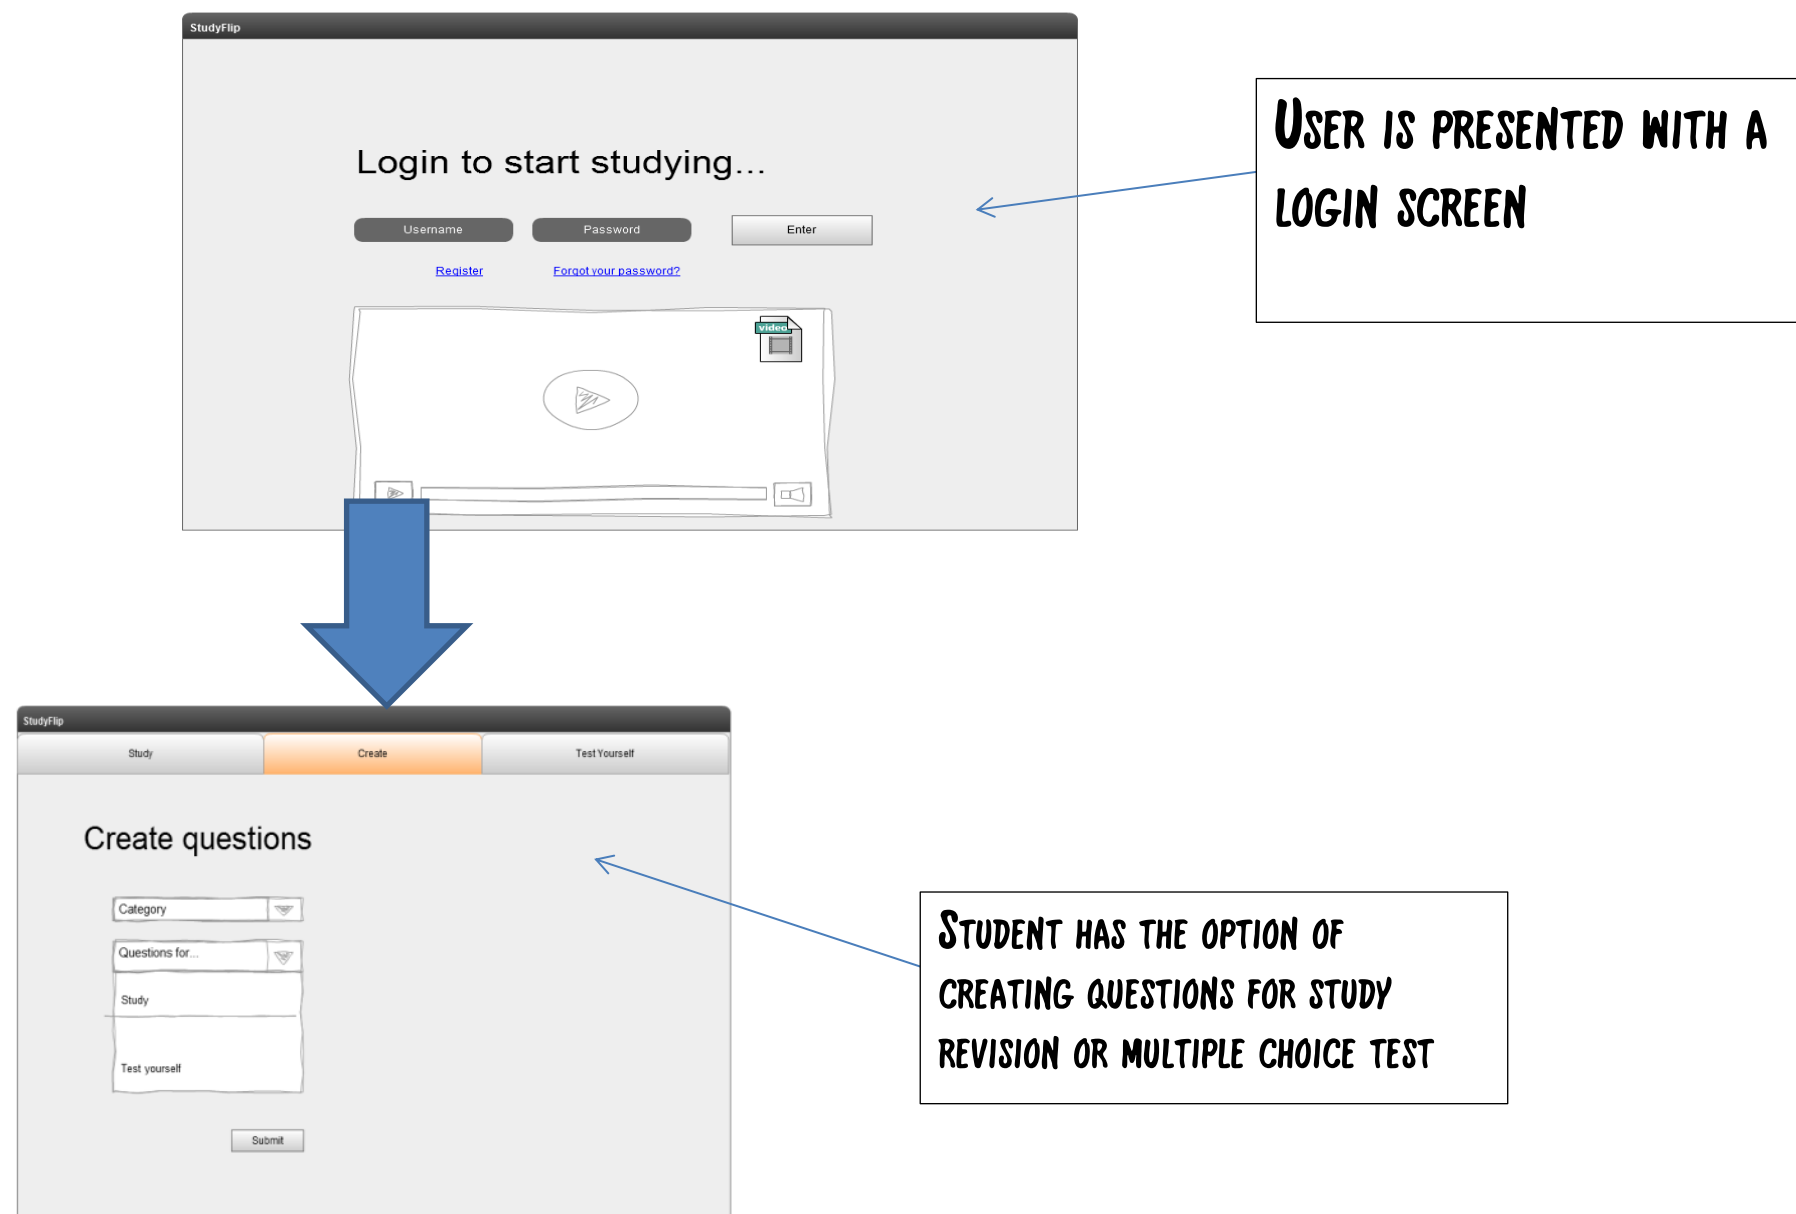 StudyFlip
Login to start studying...
Username Password Enter
Register Forgot your password?
video
USER IS PRESENTED WITH A
LOGIN SCREEN
StudyFlip
Study Create Test Yourself
Create questions
Category
Questions for...
Study
Test yourself
Submit
STUDENT HAS THE OPTION OF
CREATING QUESTIONS FOR STUDY
REVISION OR MULTIPLE CHOICE TEST